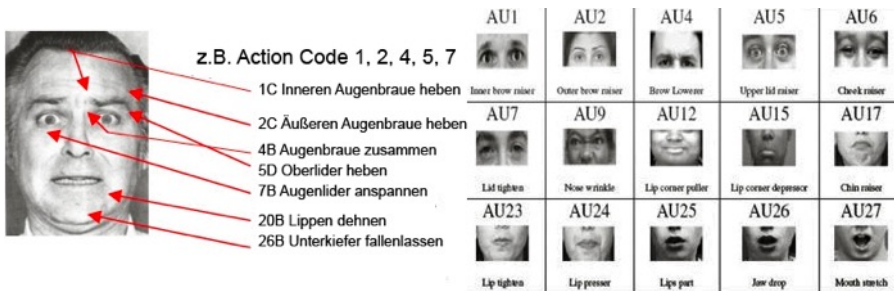 z.B. Action Code 1, 2, 4, 5, 7
1C Inneren Augenbraue heben
2C Äußeren Augenbraue heben
4B Augenbraue zusammen
5D Oberlider heben
7B Augenlider anspannen
20B Lippen dehnen
26B Unterkiefer fallenlassen
AU1 AU2 AU4 AU5 AU6
Inner brow raiser Outer brow raiser Brow Lowerer Upper lid raiser Cheek raiser
AU7 AU9 AU12 AU15 AU17
Lid tighten Nose wrinkle Lip corner puller Lip corner depressor Chin raiser
AU23 AU24 AU25 AU26 AU27
Lip tighten Lip presser Lips part Jaw drop Mouth stretch